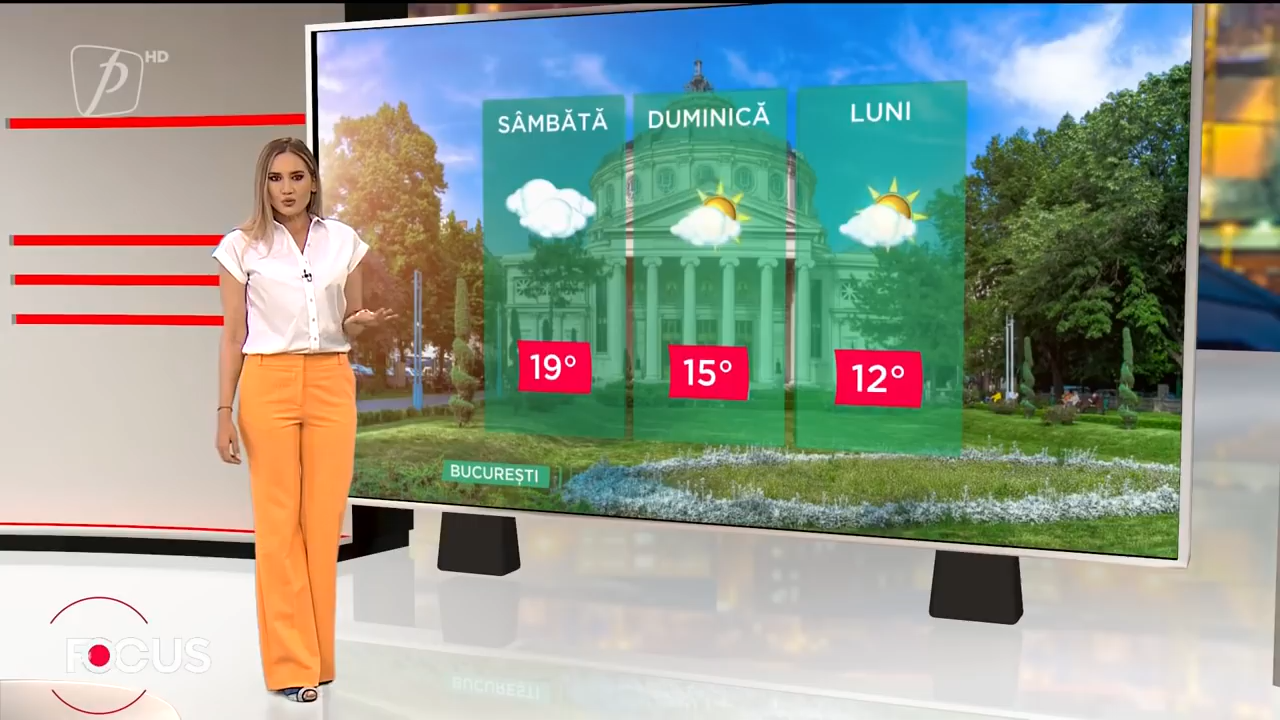 p HD
SÂMBĂTĂ
DUMINICĂ
LUNI
19°
15°
12°
BUCUREȘTI
FOCUS